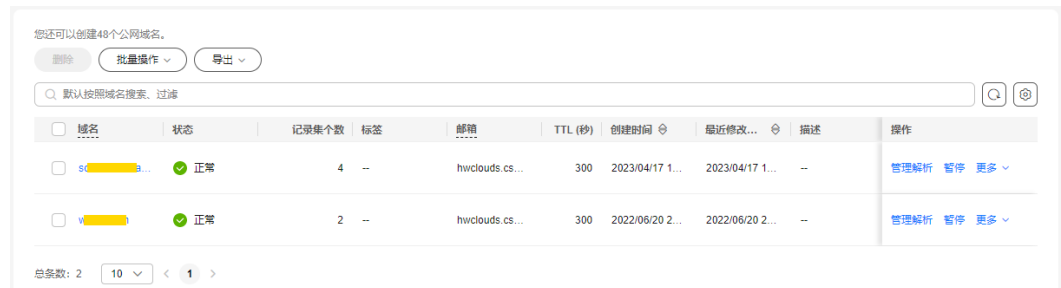 您还可以创建48个公网域名。
删除 批量操作 导出
默认按照域名搜索、过滤
域名 状态 记录集个数 标签 邮箱 TTL (秒) 创建时间 最近修改... 描述 操作
正常 4 -- hwclouds.cs... 300 2023/04/17 1... 2023/04/17 1... -- 管理解析 暂停 更多
正常 2 -- hwclouds.cs... 300 2022/06/20 2... 2022/06/20 2... -- 管理解析 暂停 更多
总条数: 2 10 1